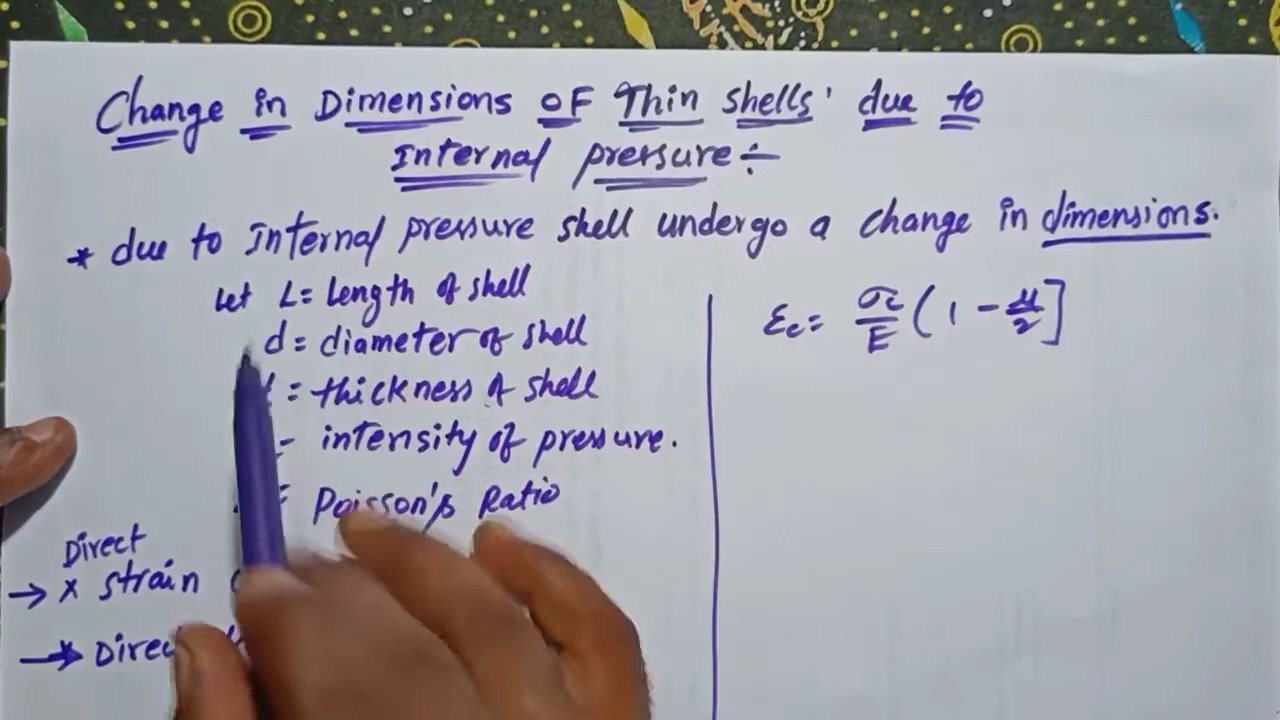 Change in Dimensions OF Thin shells' due to
Internal pressure ÷
* due to Internal pressure shell undergo a change in dimensions.
Let L = Length of shell
d = diameter of shell
= thickness of shell
- intensity of pressure.
= Poisson's Ratio
Direct
→ × strain
→
εc = σc/E (1 - μ/2]